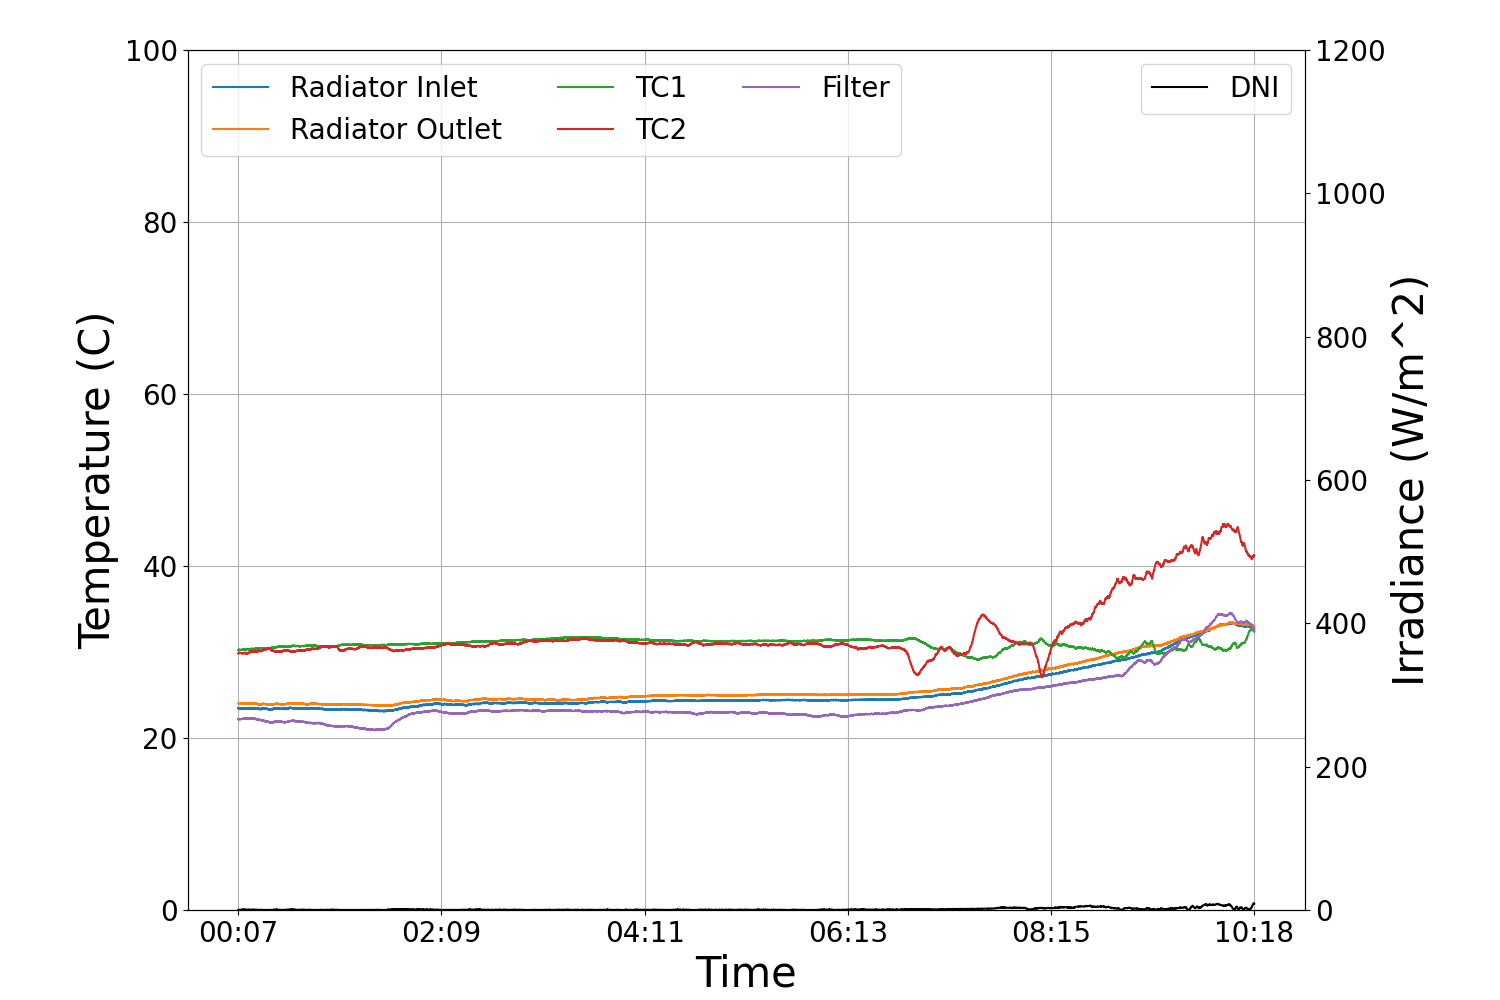 Radiator Inlet
Radiator Outlet
TC1
TC2
Filter
DNI
100
80
60
40
20
0
Temperature (C)
1200
1000
800
600
400
200
0
Irradiance (W/m^2)
00:07 02:09 04:11 06:13 08:15 10:18
Time